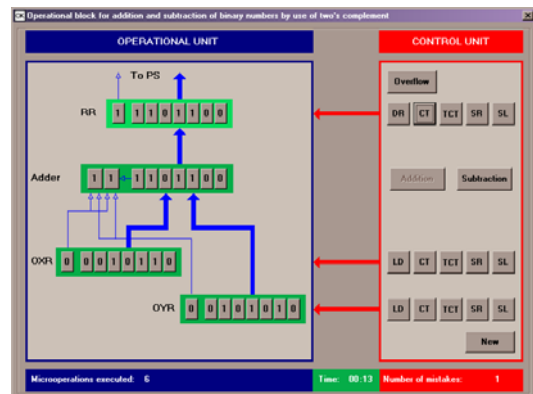 Operational block for addition and subtraction of binary numbers by use of two's complement
OPERATIONAL UNIT
CONTROL UNIT
To PS
Overflow
RR 1 1 1 0 1 1 0 0
DR CT TCT SR SL
Adder 1 1 1 1 0 1 1 0 0
Addition Subtraction
OXR 0 0 0 1 0 1 1 0
LD CT TCT SR SL
OYR 0 0 1 0 1 0 1 0
LD CT TCT SR SL
New
Microoperations executed: 6
Time: 00:13
Number of mistakes: 1